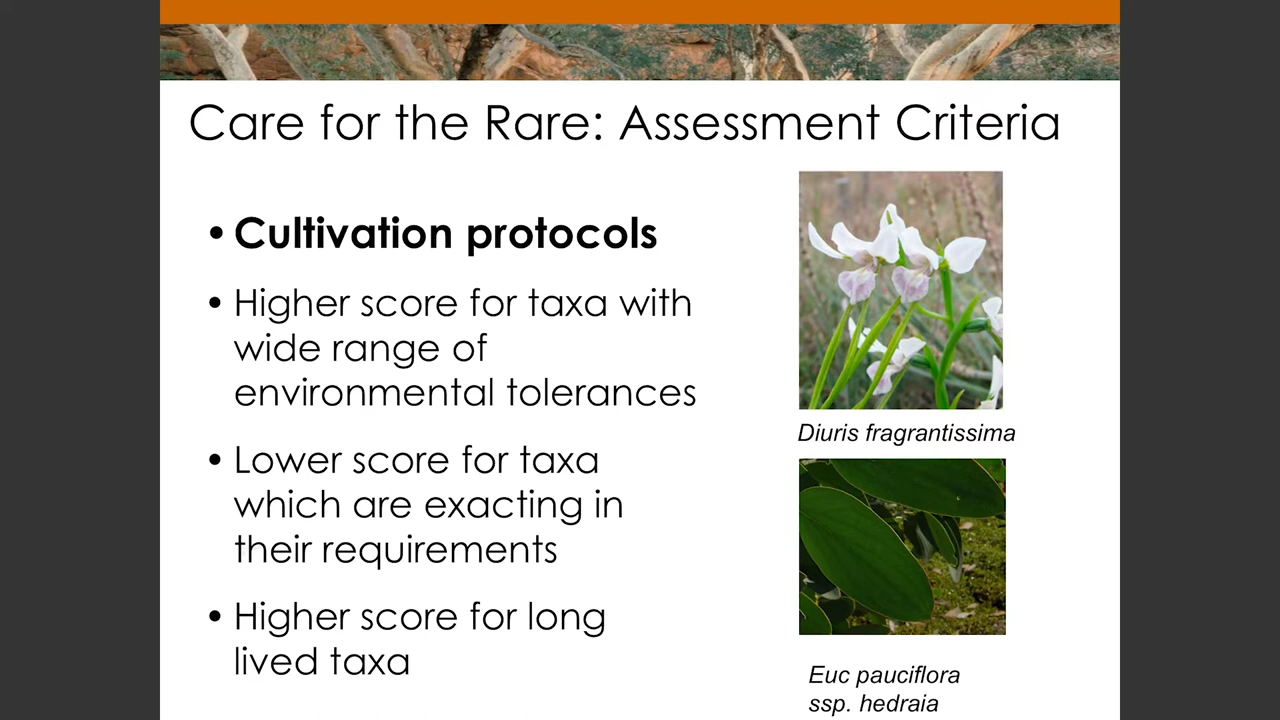 Care for the Rare: Assessment Criteria
• Cultivation protocols
• Higher score for taxa with
wide range of
environmental tolerances
• Lower score for taxa
which are exacting in
their requirements
• Higher score for long
lived taxa
Diuris fragrantissima
Euc pauciflora
ssp. hedraia